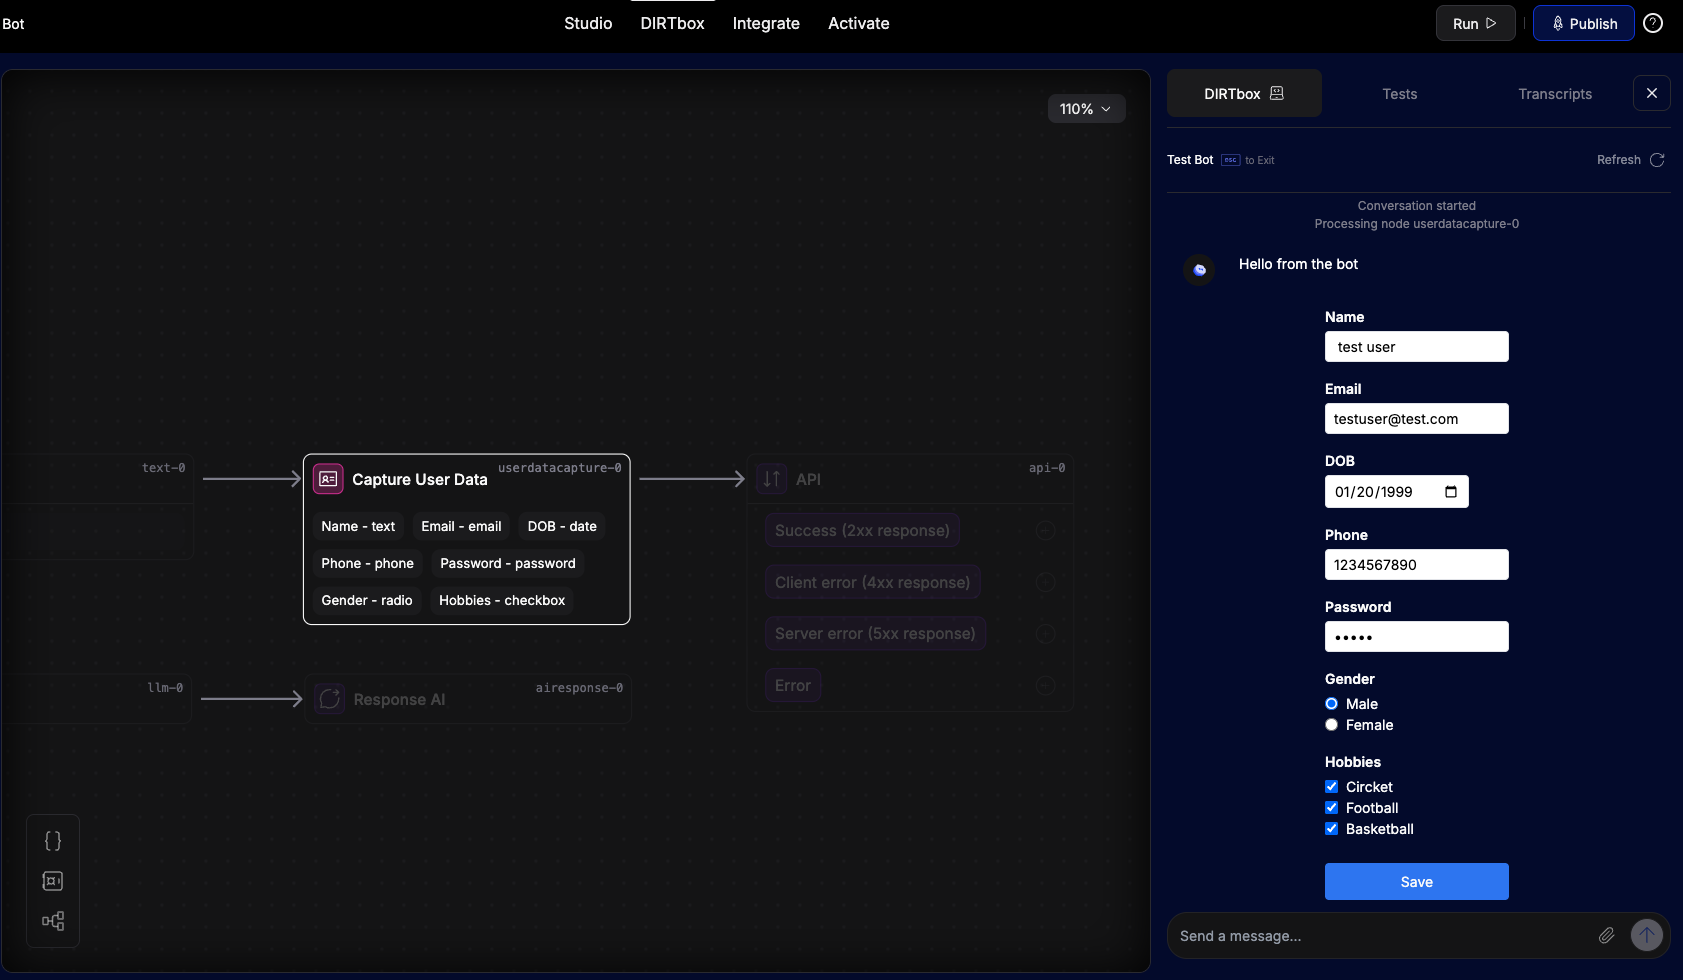 Bot
Studio
DIRTbox
Integrate
Activate
Run
Publish
110%
DIRTbox
Tests
Transcripts
Test Bot esc to Exit
Refresh
Conversation started
Processing node userdatacapture-0
Hello from the bot
Name
test user
Email
testuser@test.com
DOB
01/20/1999
Phone
1234567890
Password
•••••
Gender
Male
Female
Hobbies
Circket
Football
Basketball
Save
Send a message...
text-0
userdatacapture-0
Capture User Data
Name - text
Email - email
DOB - date
Phone - phone
Password - password
Gender - radio
Hobbies - checkbox
api-0
API
Success (2xx response)
Client error (4xx response)
Server error (5xx response)
Error
llm-0
airesponse-0
Response AI